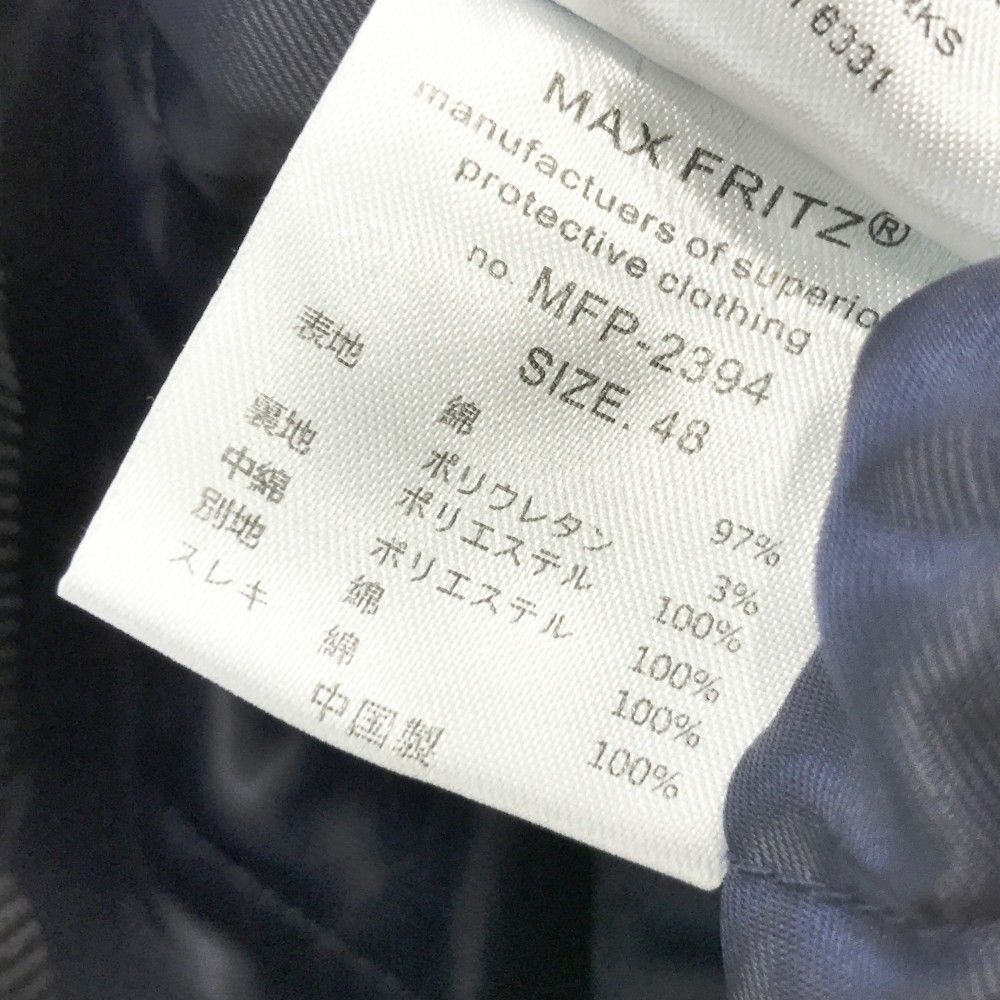 RKS
76331
MAX FRITZ®
manufactuers of superio
protective clothing
no. MFP-2394
SIZE. 48
表地 綿 97%
ポリウレタン 3%
裏地 ポリエステル 100%
中綿 ポリエステル 100%
別地 綿 100%
スレキ 綿 100%
中国製